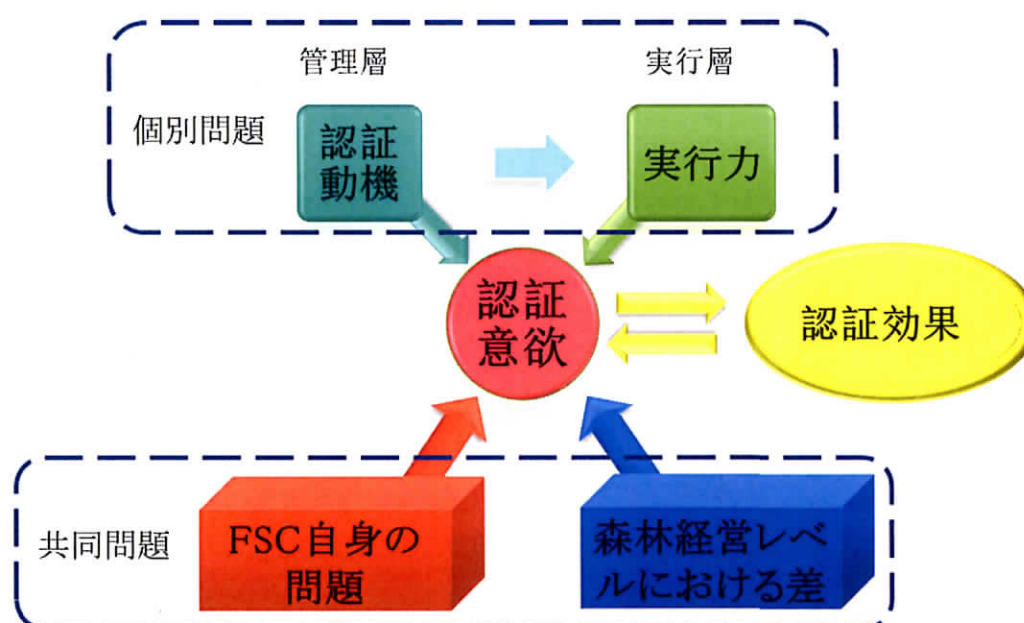 管理層
実行層
個別問題
認証
動機
実行力
認証
意欲
認証効果
共同問題
FSC自身の
問題
森林経営レベ
ルにおける差